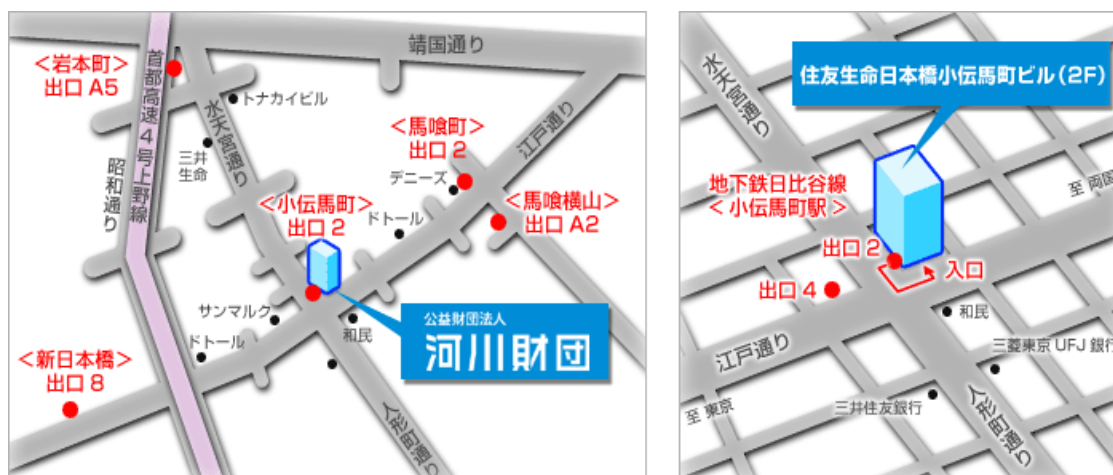 靖国通り
<岩本町>
出口 A5
首都高速4号上野線
トナカイビル
水天宮通り
三井
生命
昭和通り
<馬喰町>
出口 2
デニーズ
江戸通り
<小伝馬町>
出口 2
ドトール
<馬喰横山>
出口 A2
サンマルク
ドトール
和民
公益財団法人
河川財団
<新日本橋>
出口 8
人形町通り
住友生命日本橋小伝馬町ビル(2F)
水天宮通り
地下鉄日比谷線
<小伝馬町駅>
至 両国
出口 2
入口
出口 4
和民
江戸通り
三菱東京UFJ銀行
三井住友銀行
至 東京
人形町通り